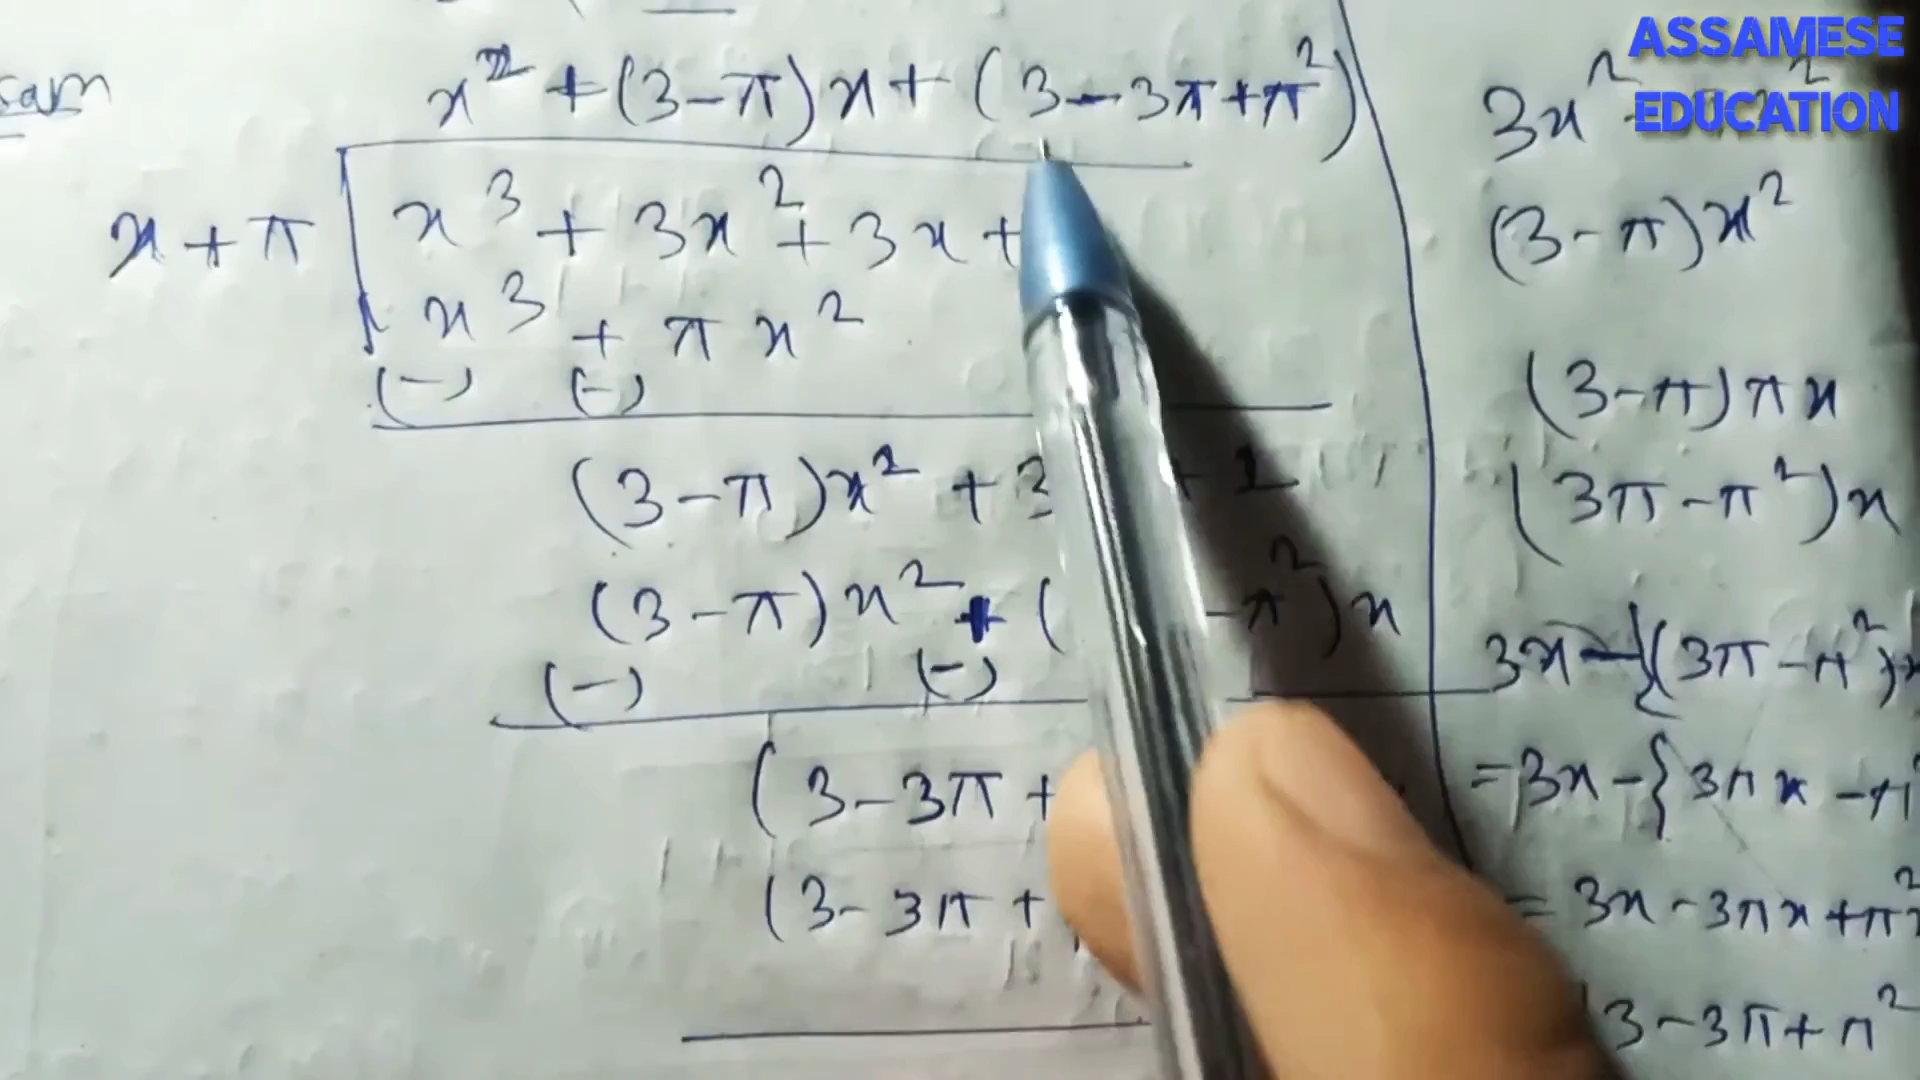 ASSAMESE
EDUCATION
x² + (3-π)x + (3-3π+π²)
x+π
x³ + 3x² + 3x +
x³ + πx²
(-) (-)
(3-π)x² + 3 + 1
(3-π)x² + ( -π²)x
(-) (-)
(3-3π+
(3-3π+
3x²
(3-π)x²
(3-π)πx
(3π-π²)x
3x-{(3π-π²)x
=3x-{3πx-π²
=3x-3πx+π²x
3-3π+π²